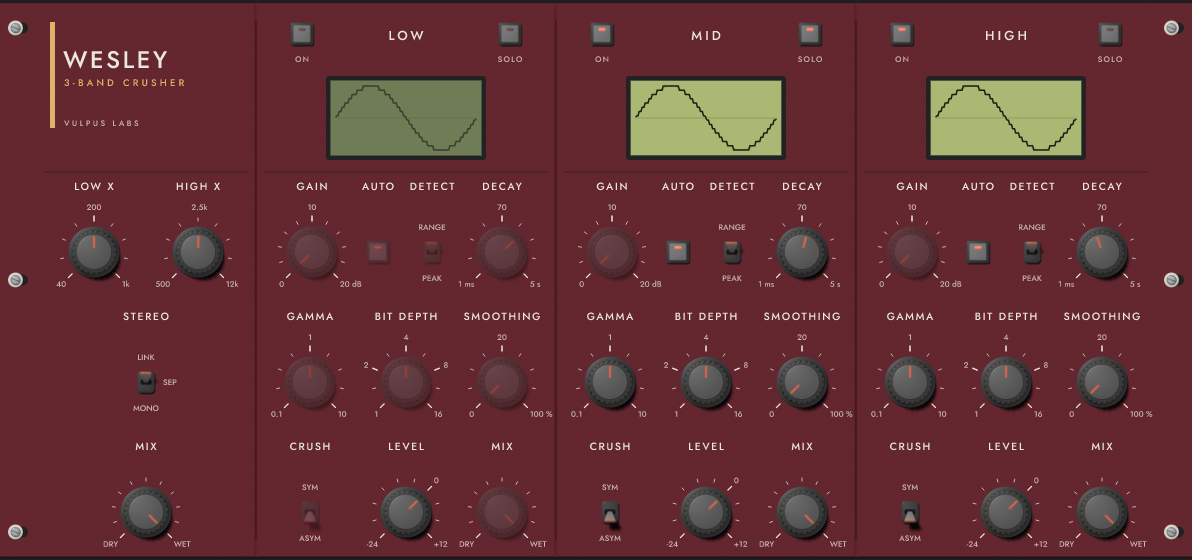 WESLEY
3-BAND CRUSHER
VULPUS LABS
LOW X HIGH X
200 2.5k
40 1k 500 12k
STEREO
LINK
SEP
MONO
MIX
DRY WET
LOW
ON SOLO
GAIN AUTO DETECT DECAY
10 70
RANGE
PEAK
0 20 dB 1 ms 5 s
GAMMA BIT DEPTH SMOOTHING
1 4 20
2 8
0.1 10 1 16 0 100 %
CRUSH LEVEL MIX
SYM 0
ASYM -24 +12 DRY WET
MID
ON SOLO
GAIN AUTO DETECT DECAY
10 70
RANGE
PEAK
0 20 dB 1 ms 5 s
GAMMA BIT DEPTH SMOOTHING
1 4 20
2 8
0.1 10 1 16 0 100 %
CRUSH LEVEL MIX
SYM 0
ASYM -24 +12 DRY WET
HIGH
ON SOLO
GAIN AUTO DETECT DECAY
10 70
RANGE
PEAK
0 20 dB 1 ms 5 s
GAMMA BIT DEPTH SMOOTHING
1 4 20
2 8
0.1 10 1 16 0 100 %
CRUSH LEVEL MIX
SYM 0
ASYM -24 +12 DRY WET